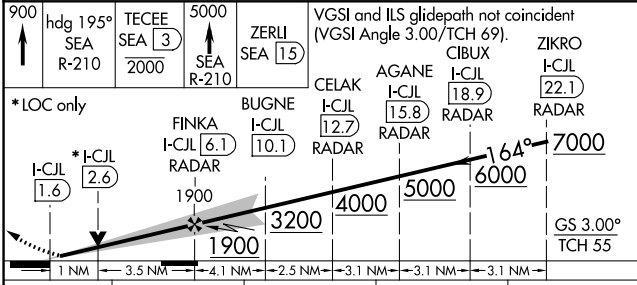 900
hdg 195°
SEA
R-210
TECEE
SEA 3
2000
5000
SEA
R-210
ZERLI
SEA 15
VGSI and ILS glidepath not coincident
(VGSI Angle 3.00/TCH 69).
* LOC only
I-CJL
1.6
* I-CJL
2.6
FINKA
I-CJL 6.1
RADAR
1900
BUGNE
I-CJL
10.1
CELAK
I-CJL
12.7
RADAR
AGANE
I-CJL
15.8
RADAR
CIBUX
I-CJL
18.9
RADAR
ZIKRO
I-CJL
22.1
RADAR
164°
7000
6000
5000
4000
3200
1900
GS 3.00°
TCH 55
1 NM
3.5 NM
4.1 NM
2.5 NM
3.1 NM
3.1 NM
3.1 NM